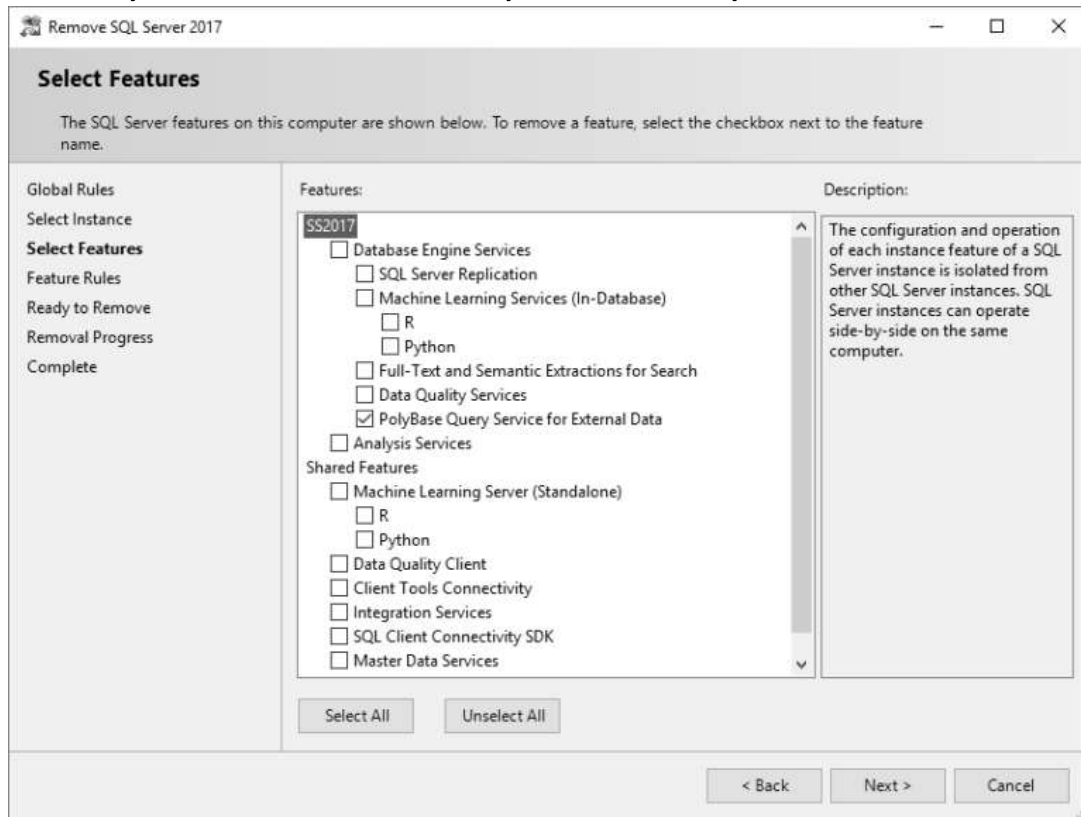 Remove SQL Server 2017
Select Features
The SQL Server features on this computer are shown below. To remove a feature, select the checkbox next to the feature
name.
Global Rules
Select Instance
Select Features
Feature Rules
Ready to Remove
Removal Progress
Complete
Features:
SS2017
Database Engine Services
SQL Server Replication
Machine Learning Services (In-Database)
R
Python
Full-Text and Semantic Extractions for Search
Data Quality Services
PolyBase Query Service for External Data
Analysis Services
Shared Features
Machine Learning Server (Standalone)
R
Python
Data Quality Client
Client Tools Connectivity
Integration Services
SQL Client Connectivity SDK
Master Data Services
Description:
The configuration and operation
of each instance feature of a SQL
Server instance is isolated from
other SQL Server instances. SQL
Server instances can operate
side-by-side on the same
computer.
Select All
Unselect All
< Back
Next >
Cancel